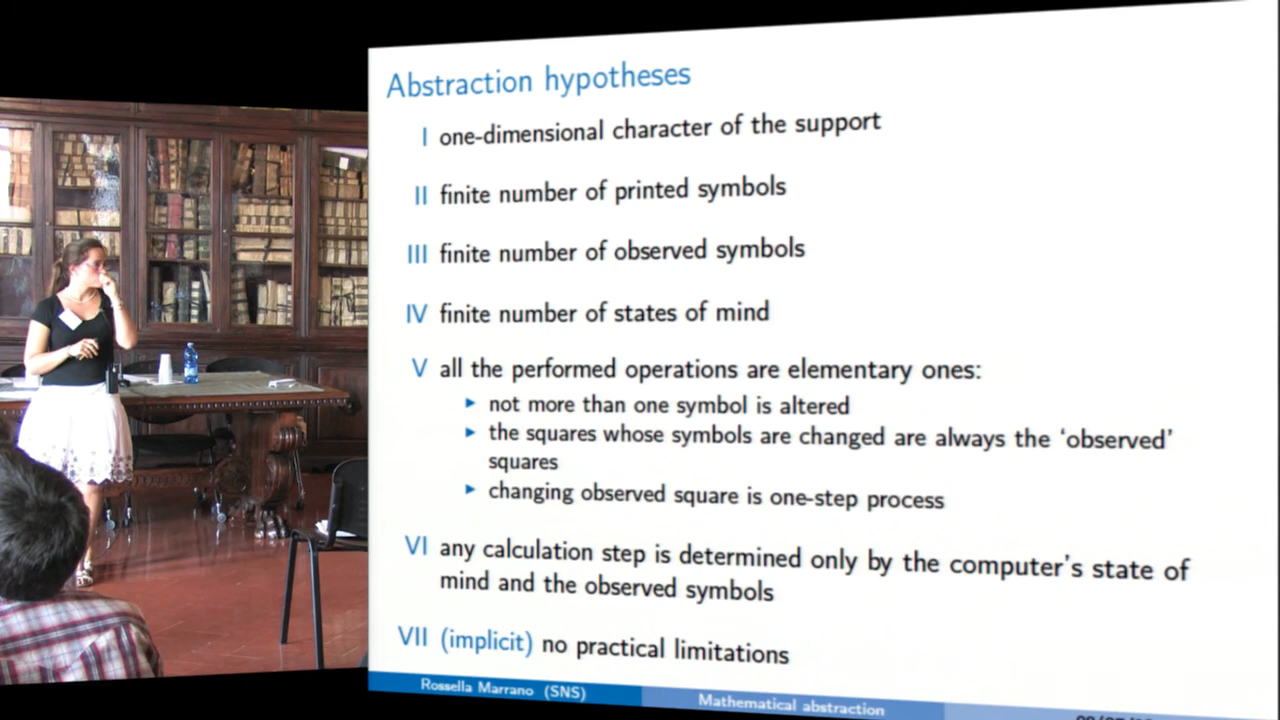 Abstraction hypotheses
I one-dimensional character of the support
II finite number of printed symbols
III finite number of observed symbols
IV finite number of states of mind
V all the performed operations are elementary ones:
▶ not more than one symbol is altered
▶ the squares whose symbols are changed are always the ‘observed’
squares
▶ changing observed square is one-step process
VI any calculation step is determined only by the computer’s state of
mind and the observed symbols
VII (implicit) no practical limitations
Rossella Marrano (SNS)
Mathematical abstraction